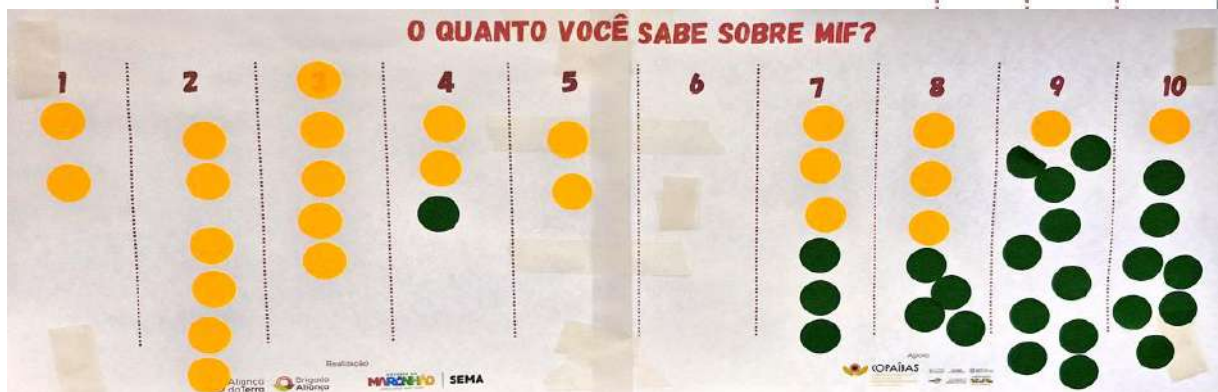 O QUANTO VOCÊ SABE SOBRE MIF?
1 2 3 4 5 6 7 8 9 10
Realização
Aliança da Terra
Brigada Aliança
MARANHÃO | SEMA
Apoio
COPAÍBAS